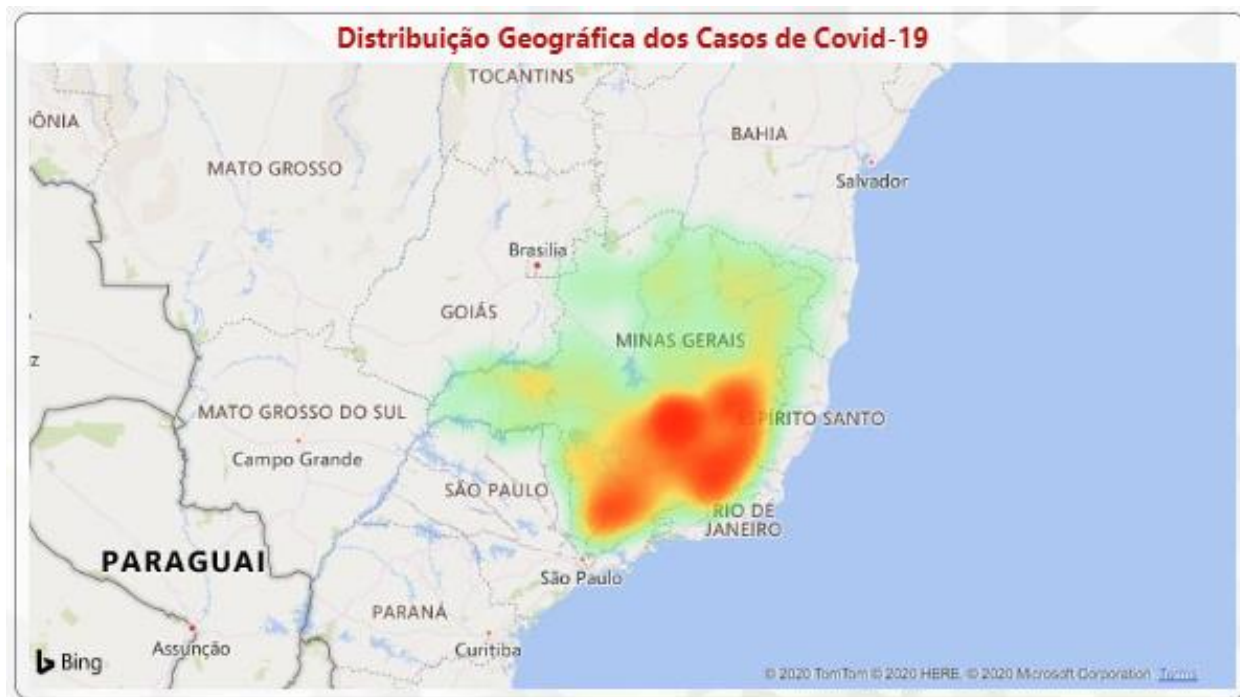 Distribuição Geográfica dos Casos de Covid-19
TOCANTINS
ÔNIA
BAHIA
MATO GROSSO
Salvador
Brasilia
GOIÁS
MINAS GERAIS
MATO GROSSO DO SUL
ESPÍRITO SANTO
Campo Grande
SÃO PAULO
RIO DE
JANEIRO
PARAGUAI
São Paulo
PARANÁ
Assunção
Curitiba
Bing
© 2020 TomTom © 2020 HERE, © 2020 Microsoft Corporation Terms